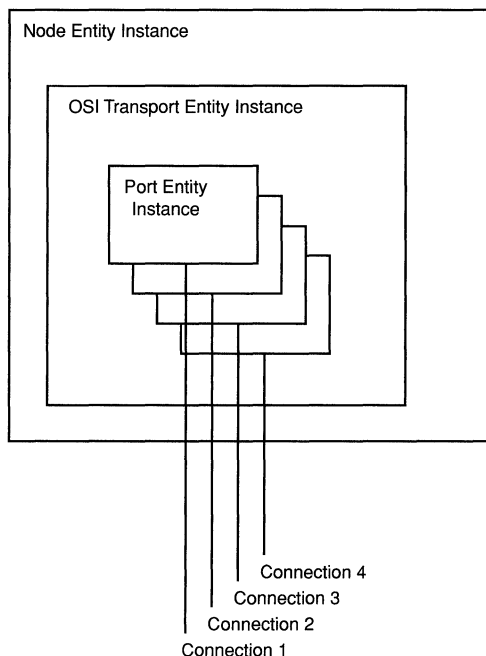 Node Entity Instance
OSI Transport Entity Instance
Port Entity
Instance
Connection 4
Connection 3
Connection 2
Connection 1